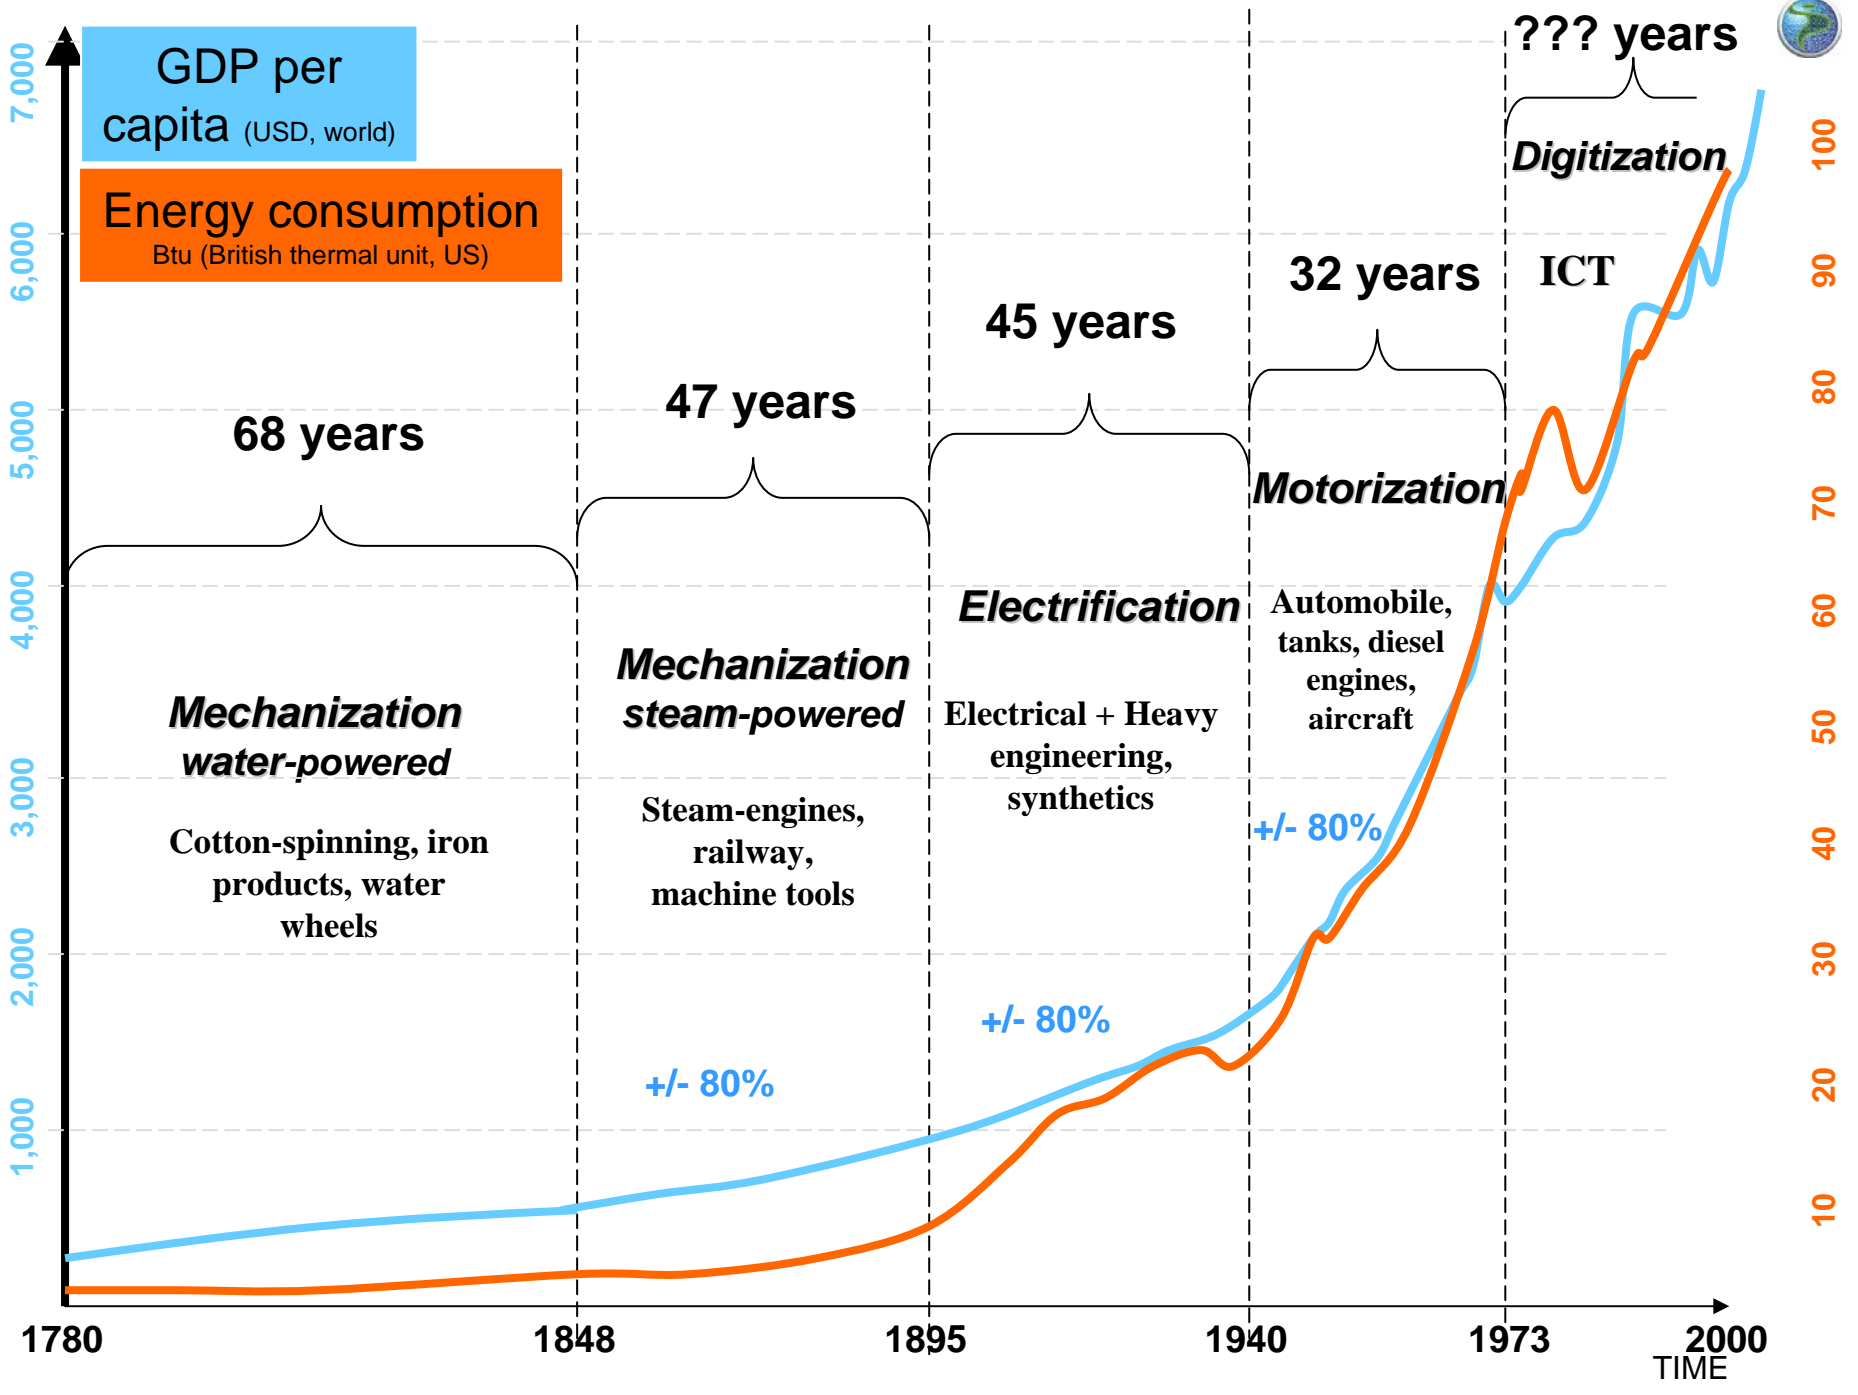 GDP per
capita (USD, world)
Energy consumption
Btu (British thermal unit, US)
7,000
6,000
5,000
4,000
3,000
2,000
1,000
68 years
Mechanization
water-powered
Cotton-spinning, iron
products, water
wheels
47 years
Mechanization
steam-powered
Steam-engines,
railway,
machine tools
+/- 80%
45 years
Electrification
Electrical + Heavy
engineering,
synthetics
+/- 80%
32 years
Motorization
Automobile,
tanks, diesel
engines,
aircraft
+/- 80%
??? years
Digitization
ICT
100
90
80
70
60
50
40
30
20
10
1780
1848
1895
1940
1973
2000
TIME